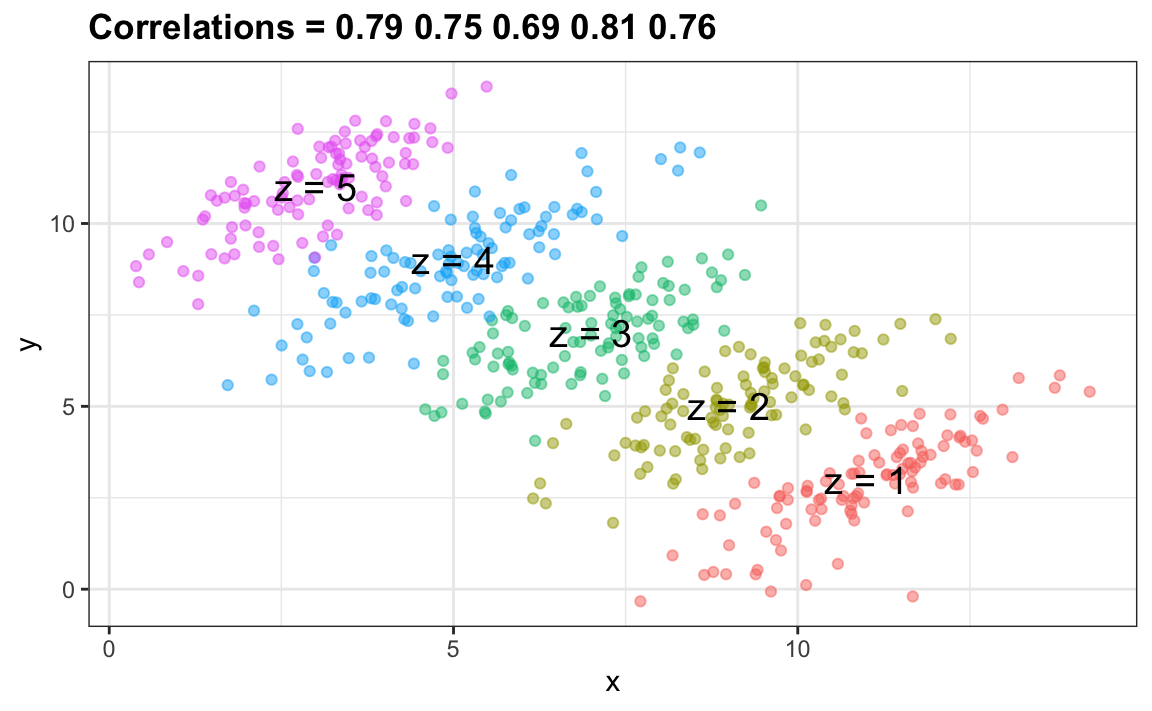 Correlations = 0.79 0.75 0.69 0.81 0.76
z = 5
z = 4
z = 3
z = 2
z = 1
10
5
0
y
0 5 10
x